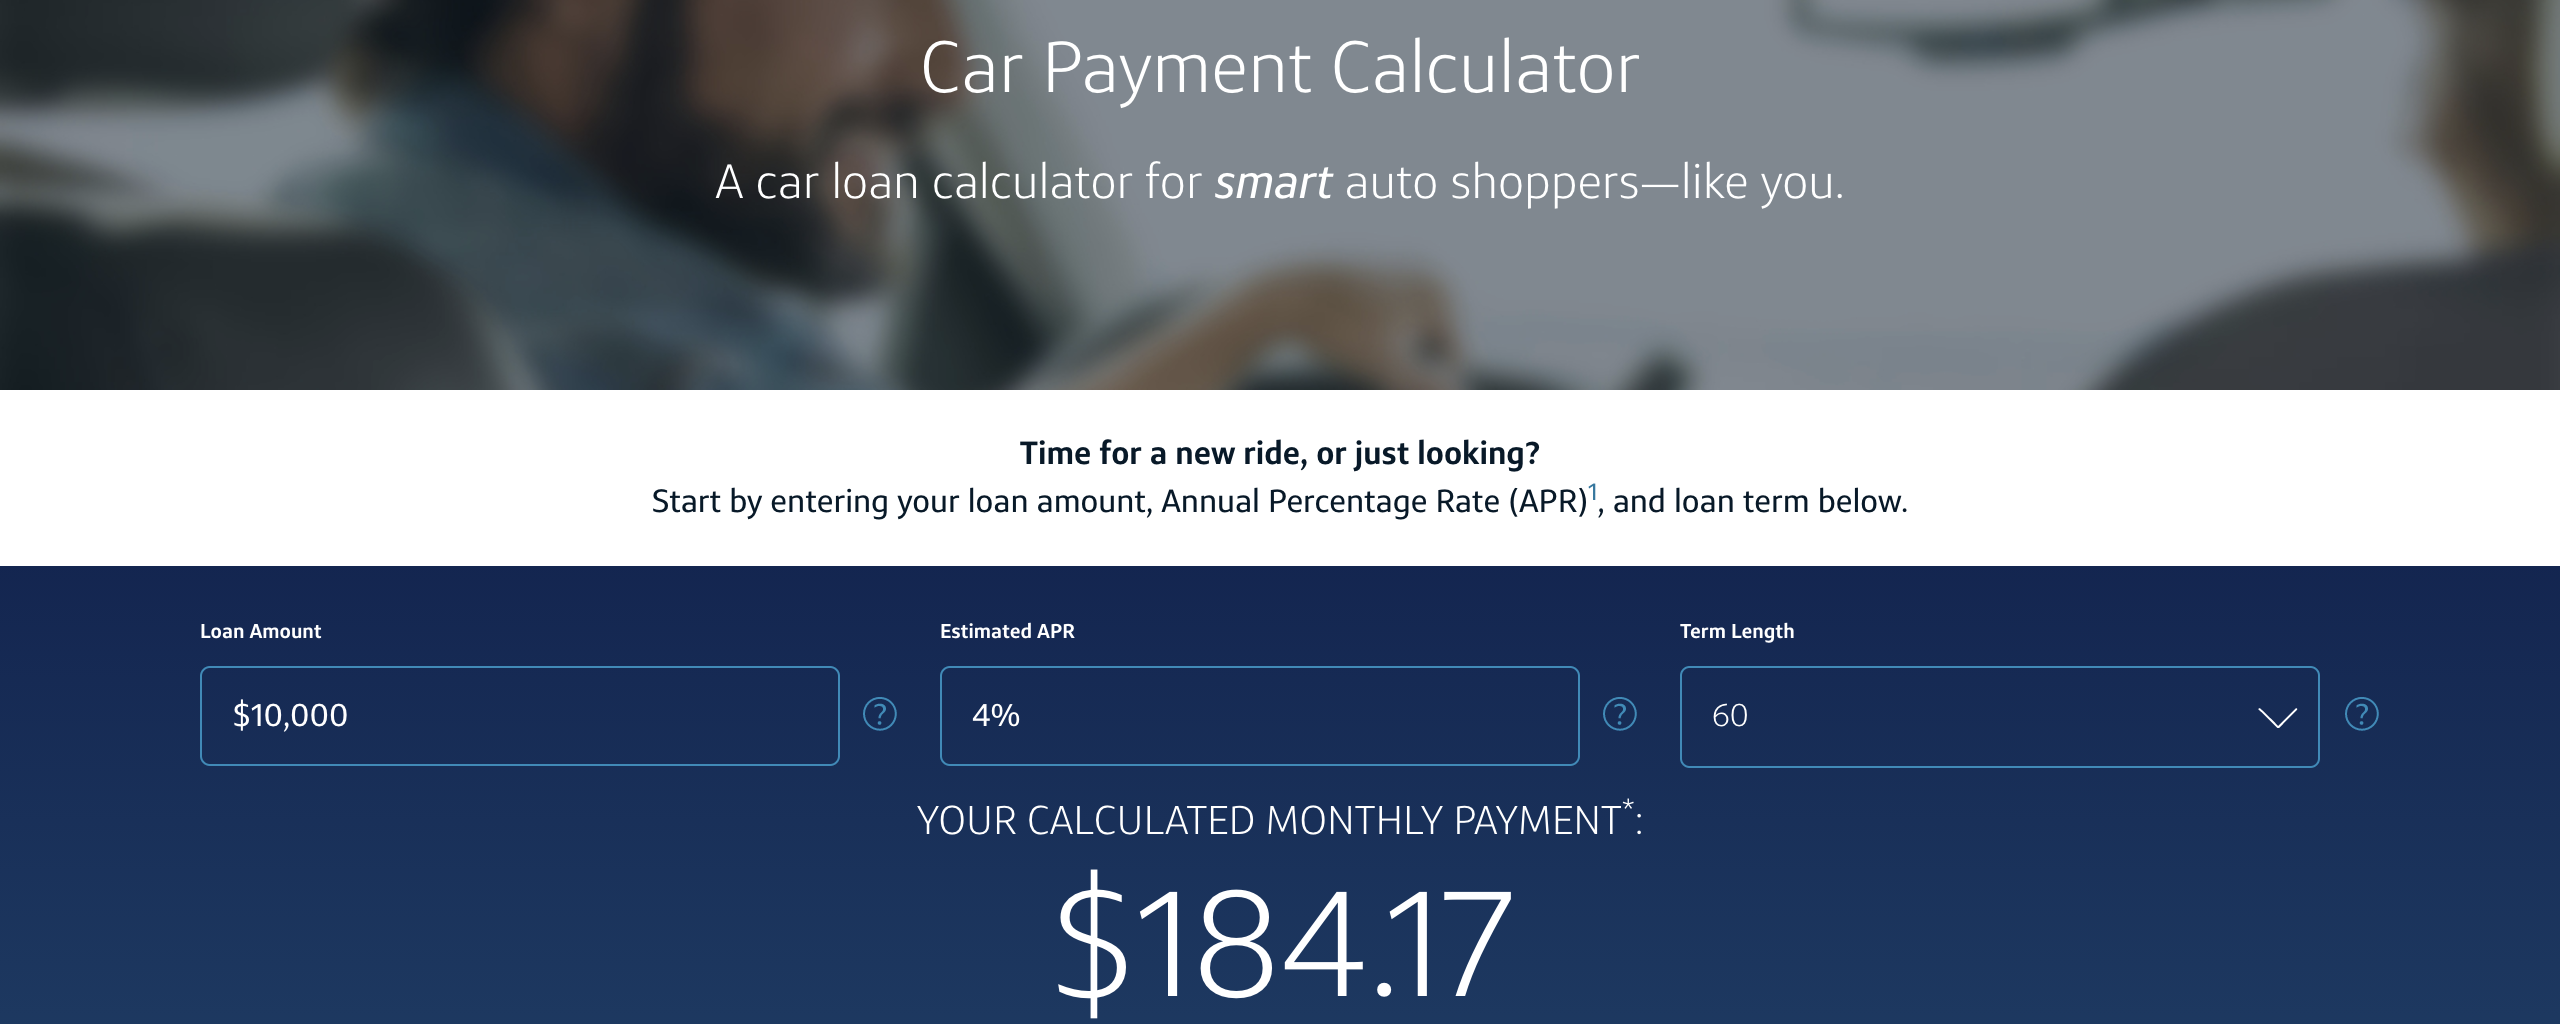 Car Payment Calculator
A car loan calculator for smart auto shoppers—like you.
Time for a new ride, or just looking?
Start by entering your loan amount, Annual Percentage Rate (APR)1, and loan term below.
Loan Amount
Estimated APR
Term Length
$10,000 ?
4% ?
60 ?
YOUR CALCULATED MONTHLY PAYMENT*:
$184.17